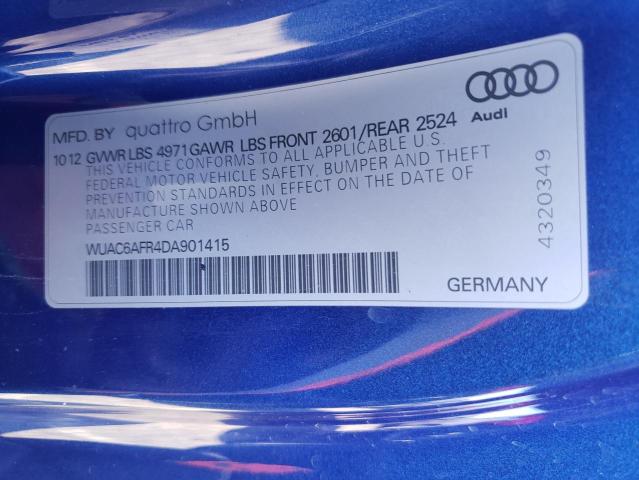 MFD. BY quattro GmbH
Audi
10 12 GVWR LBS 4971 GAWR LBS FRONT 2601/REAR 2524
THIS VEHICLE CONFORMS TO ALL APPLICABLE U.S.
FEDERAL MOTOR VEHICLE SAFETY, BUMPER AND THEFT
PREVENTION STANDARDS IN EFFECT ON THE DATE OF
MANUFACTURE SHOWN ABOVE
PASSENGER CAR
WUAC6AFR4DA901415
GERMANY
4320349